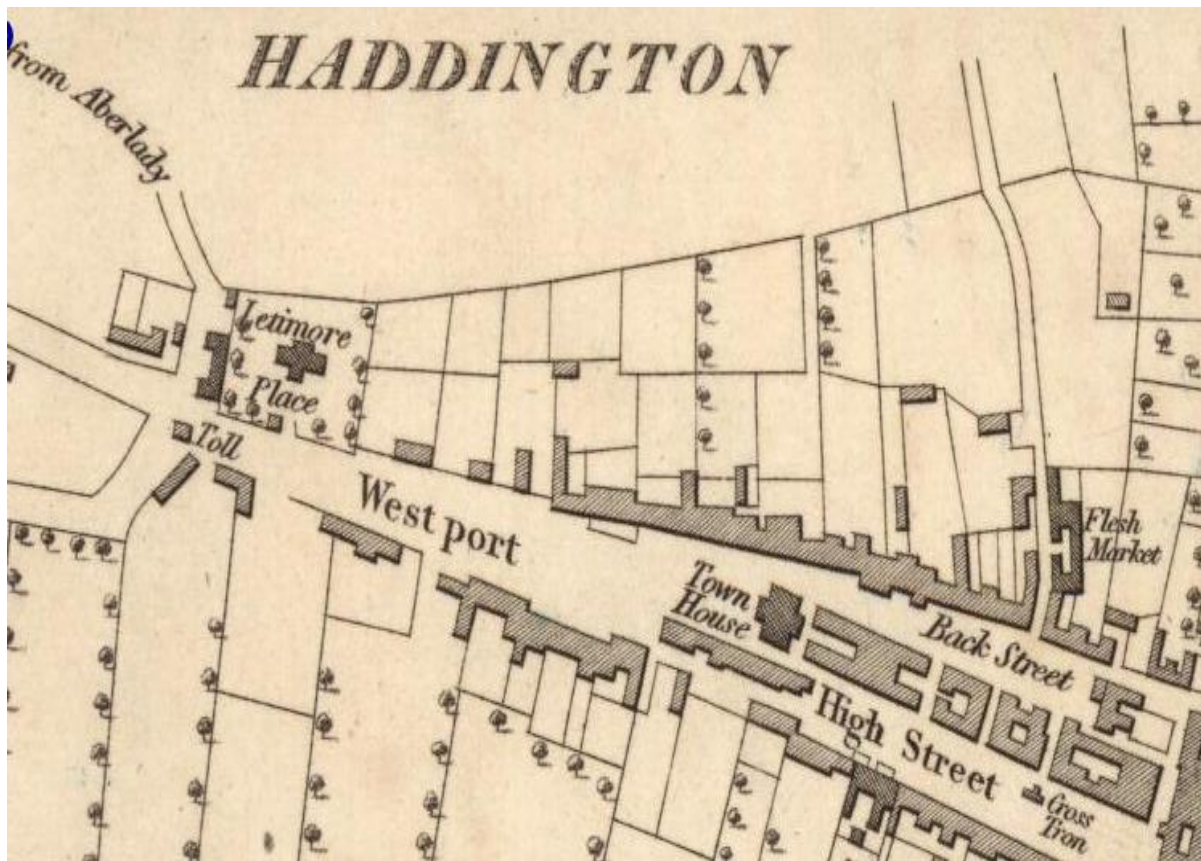 HADDINGTON
from Aberlady
Letimore
Place
Toll
West port
Flesh
Market
Town
House
Back Street
High Street
Cross
Tron